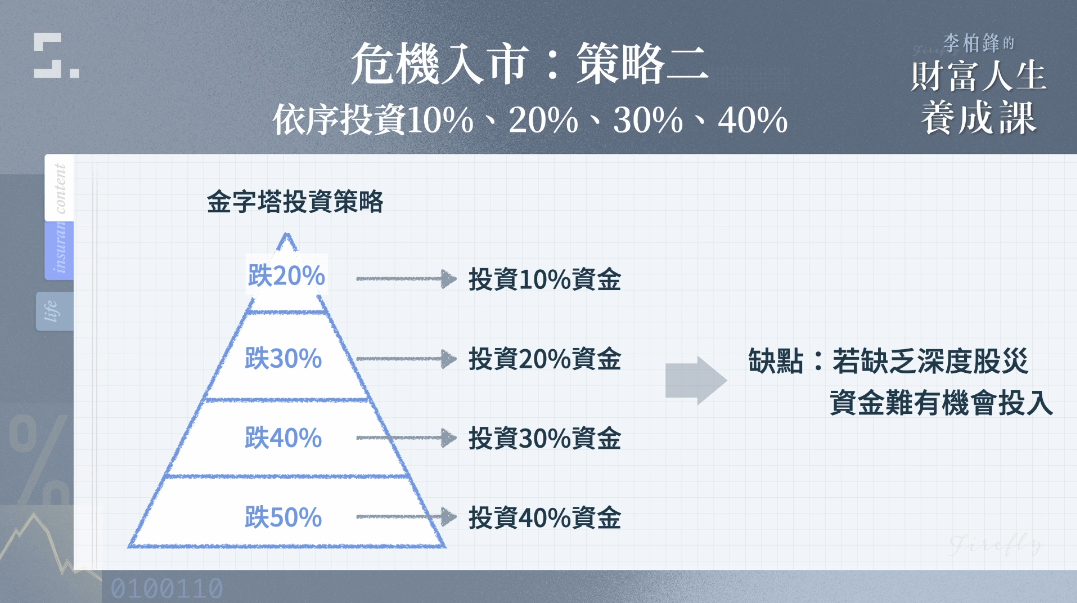 危機入市：策略二
依序投資10%、20%、30%、40%
李柏鋒的
財富人生
養成課
content
insuran
life
金字塔投資策略
跌20%
投資10%資金
跌30%
投資20%資金
跌40%
投資30%資金
跌50%
投資40%資金
缺點：若缺乏深度股災
資金難有機會投入
%
Firefly
0100110